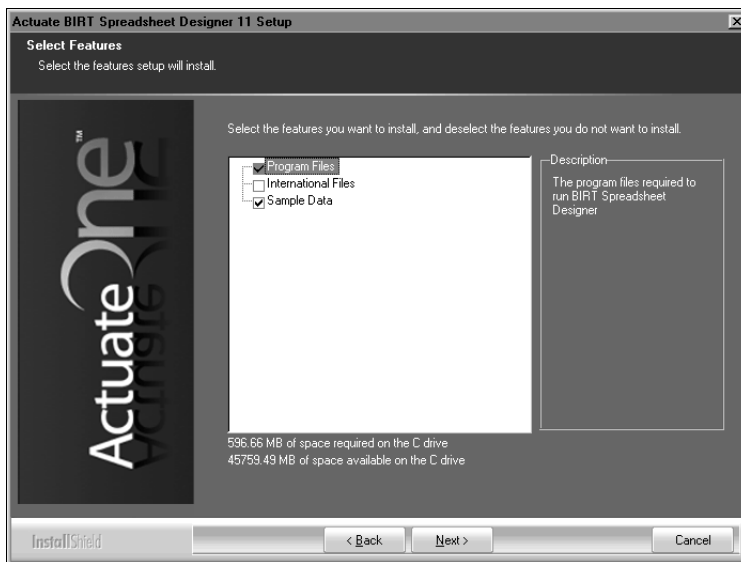 Actuate BIRT Spreadsheet Designer 11 Setup
Select Features
Select the features setup will install.
ActuateOne™
Select the features you want to install, and deselect the features you do not want to install.
Program Files
International Files
Sample Data
Description
The program files required to
run BIRT Spreadsheet
Designer
596.66 MB of space required on the C drive
45759.49 MB of space available on the C drive
InstallShield
< Back
Next >
Cancel